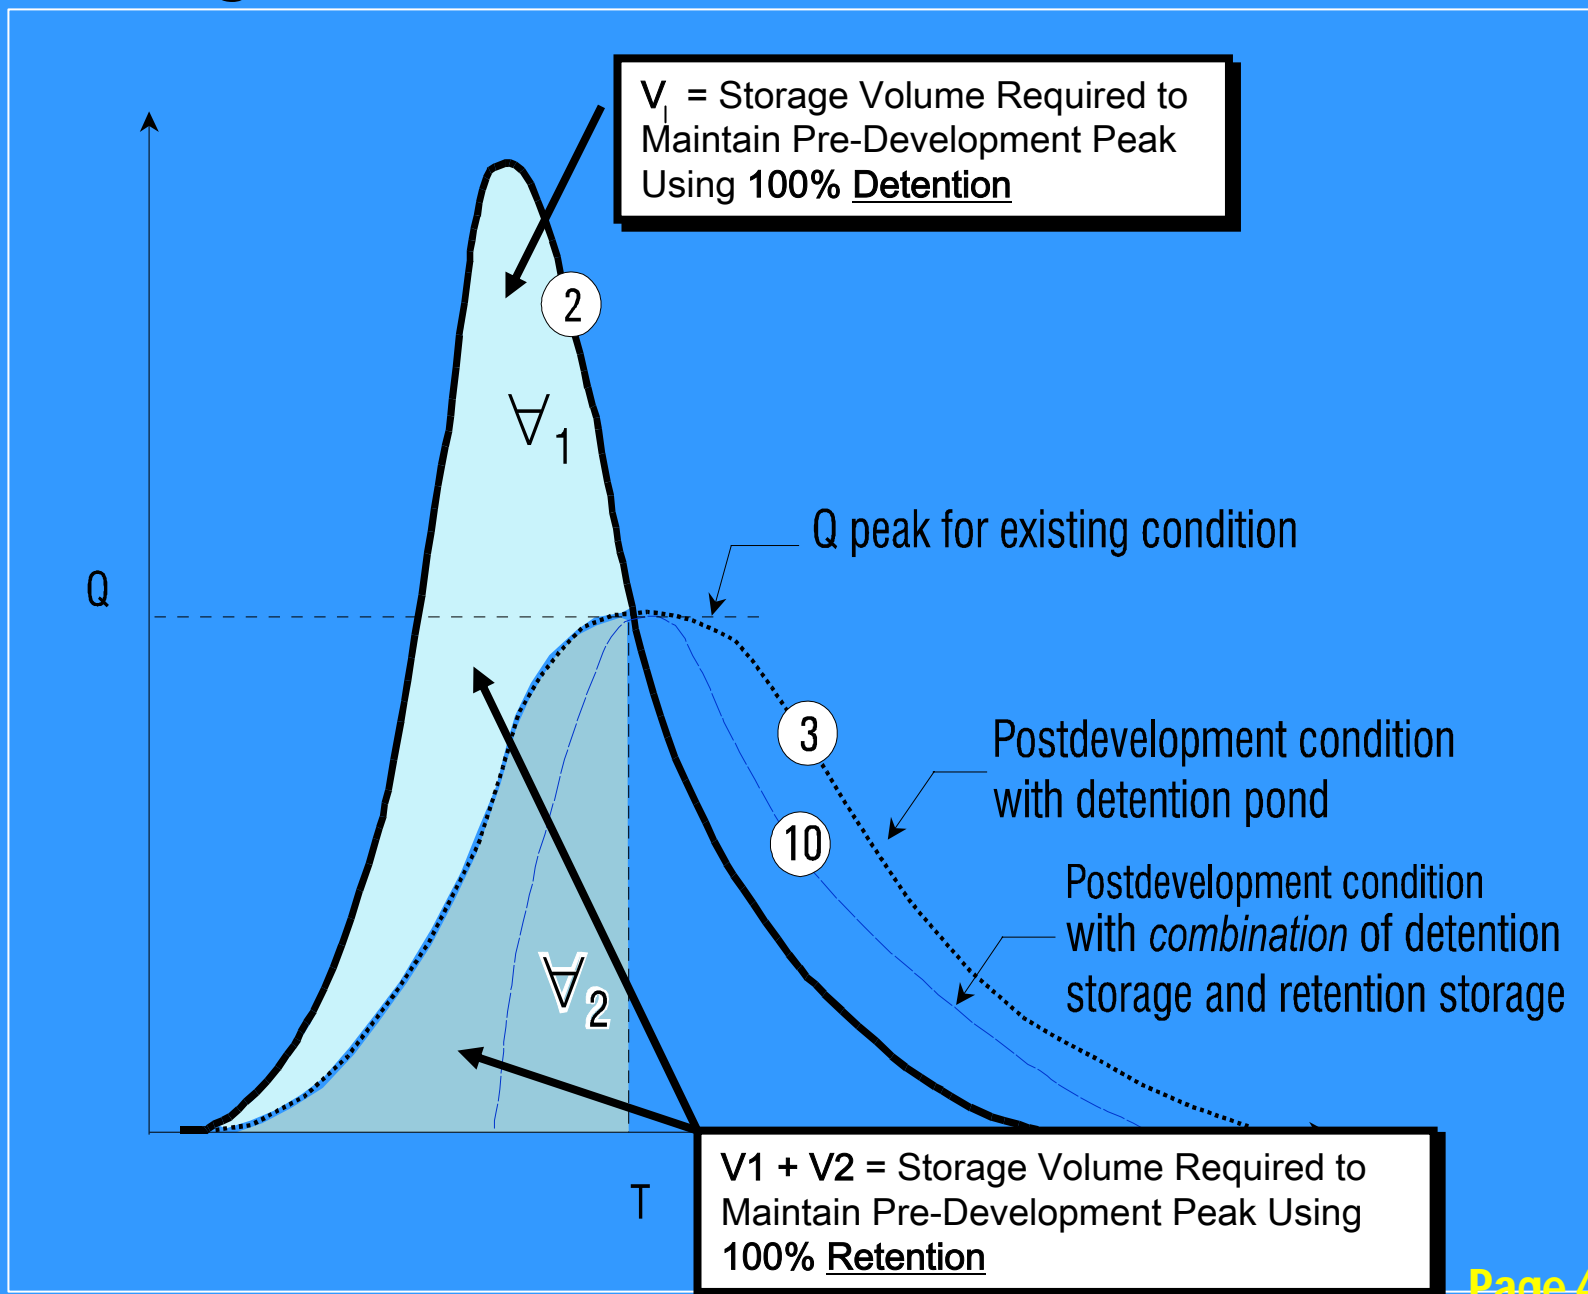 V| = Storage Volume Required to
Maintain Pre-Development Peak
Using 100% Detention
2
∀1
Q peak for existing condition
Q
3
Postdevelopment condition
with detention pond
10
Postdevelopment condition
with combination of detention
storage and retention storage
∀2
V1 + V2 = Storage Volume Required to
Maintain Pre-Development Peak Using
100% Retention
T
Page